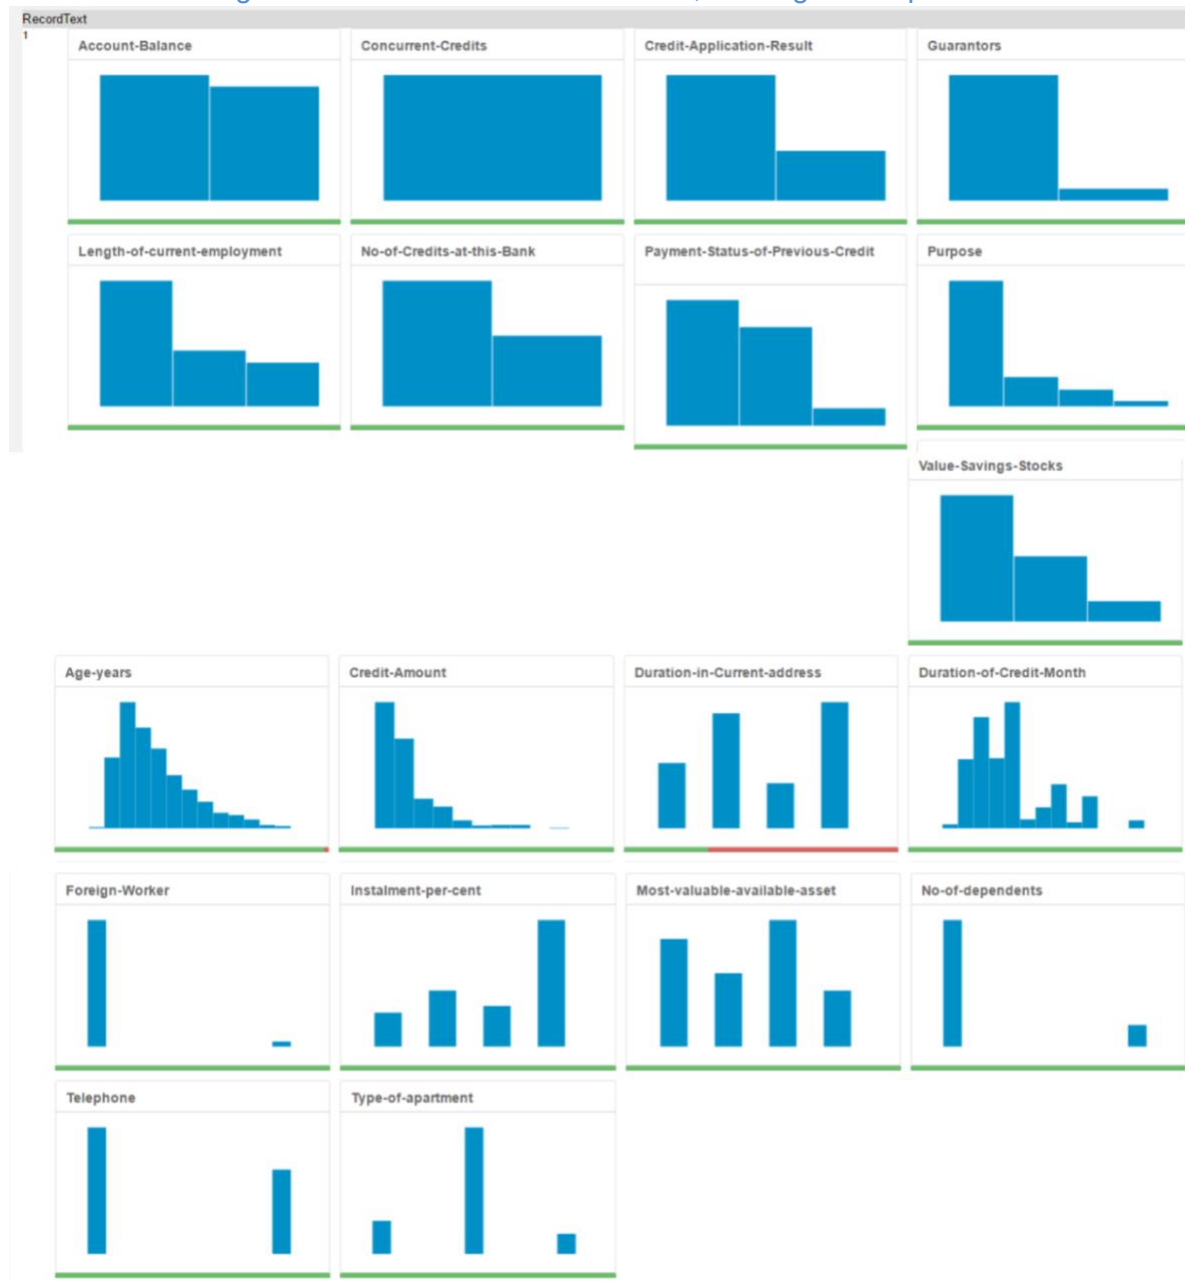 RecordText
1
Account-Balance
Concurrent-Credits
Credit-Application-Result
Guarantors
Length-of-current-employment
No-of-Credits-at-this-Bank
Payment-Status-of-Previous-Credit
Purpose
Value-Savings-Stocks
Age-years
Credit-Amount
Duration-in-Current-address
Duration-of-Credit-Month
Foreign-Worker
Instalment-per-cent
Most-valuable-available-asset
No-of-dependents
Telephone
Type-of-apartment